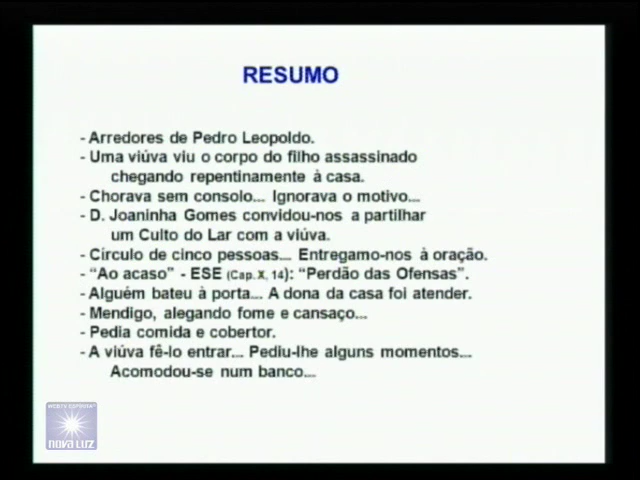 RESUMO
- Arredores de Pedro Leopoldo.
- Uma viúva viu o corpo do filho assassinado
chegando repentinamente à casa.
- Chorava sem consolo... Ignorava o motivo...
- D. Joaninha Gomes convidou-nos a partilhar
um Culto do Lar com a viúva.
- Círculo de cinco pessoas... Entregamo-nos à oração.
- “Ao acaso” - ESE (Cap. X, 14): “Perdão das Ofensas”.
- Alguém bateu à porta... A dona da casa foi atender.
- Mendigo, alegando fome e cansaço...
- Pedia comida e cobertor.
- A viúva fê-lo entrar... Pediu-lhe alguns momentos...
Acomodou-se num banco...
NOVA LUZ